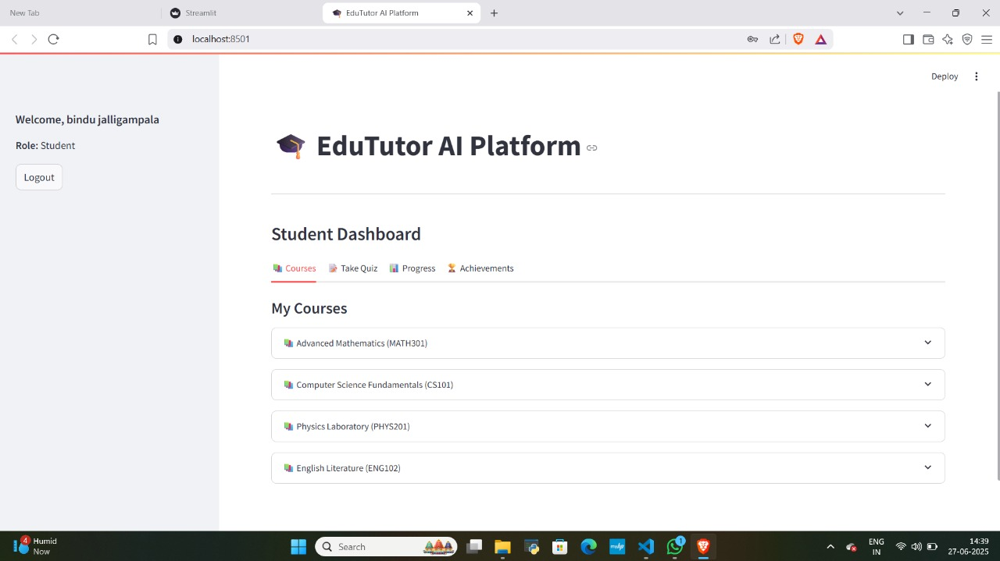 New Tab
Streamlit
EduTutor AI Platform
localhost:8501
Deploy
Welcome, bindu jalligampala
Role: Student
Logout
EduTutor AI Platform
Student Dashboard
Courses Take Quiz Progress Achievements
My Courses
Advanced Mathematics (MATH301)
Computer Science Fundamentals (CS101)
Physics Laboratory (PHYS201)
English Literature (ENG102)
4
Humid
Now
Search
myhp
1
ENG
IN
14:39
27-06-2025